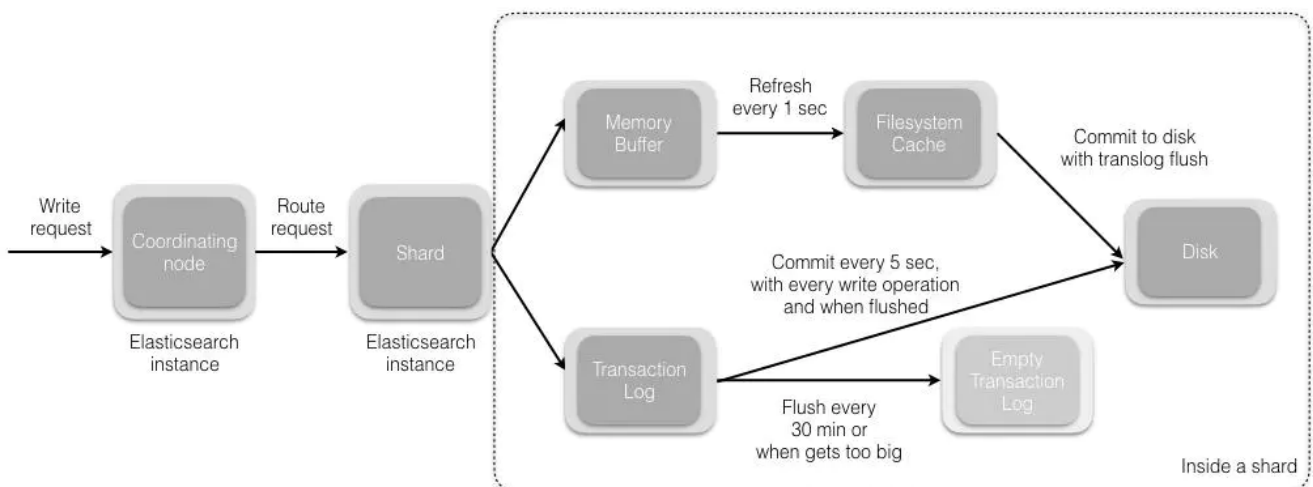 Write
request
Coordinating
node
Elasticsearch
instance
Route
request
Shard
Elasticsearch
instance
Memory
Buffer
Refresh
every 1 sec
Filesystem
Cache
Commit to disk
with translog flush
Disk
Commit every 5 sec,
with every write operation
and when flushed
Transaction
Log
Flush every
30 min or
when gets too big
Empty
Transaction
Log
Inside a shard